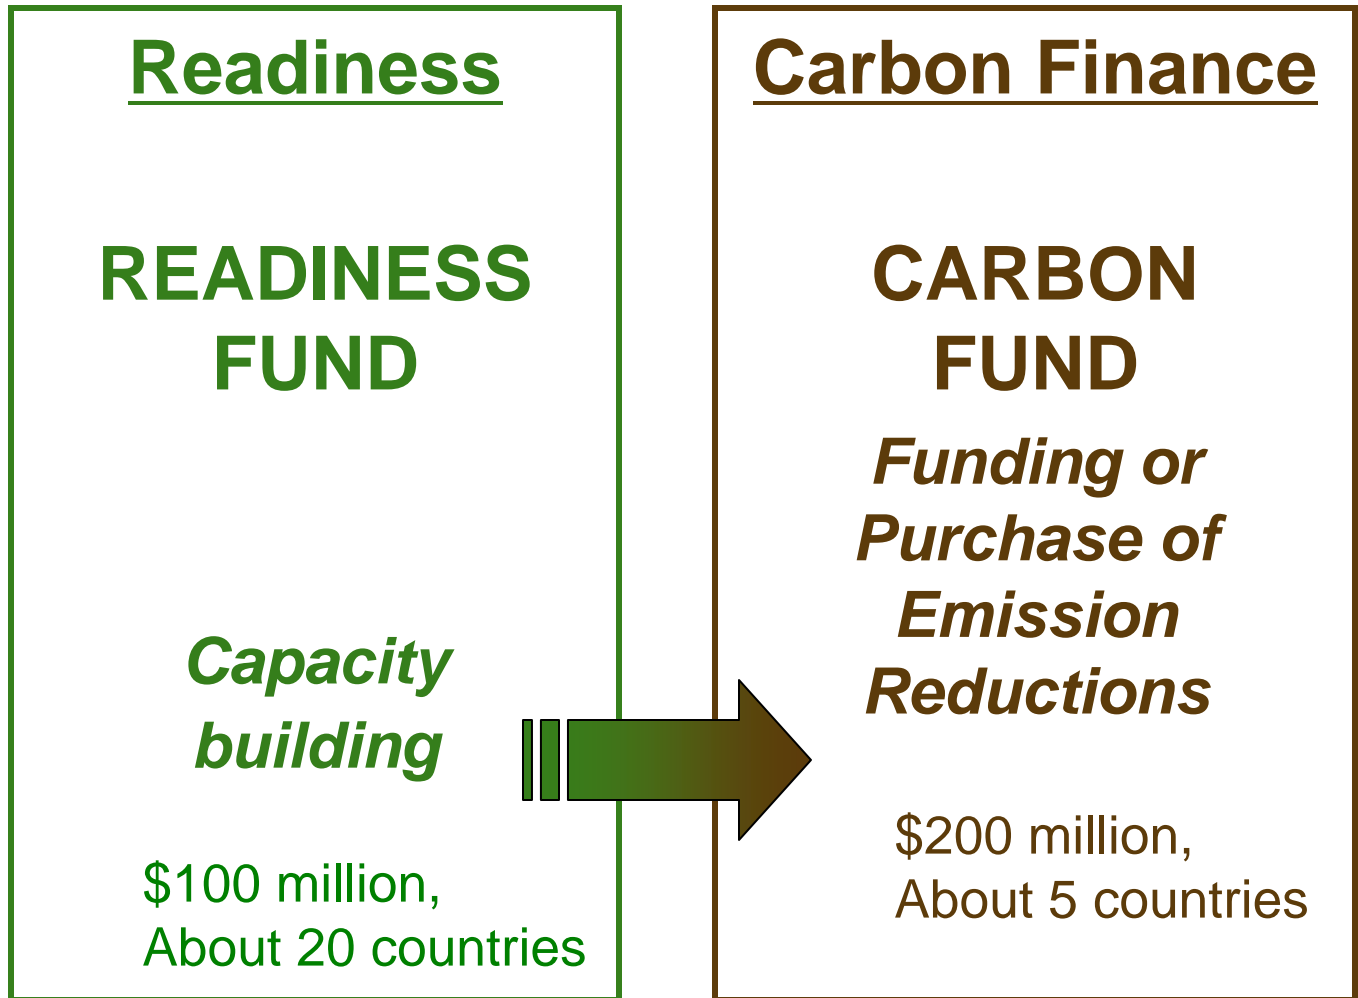 Readiness
READINESS
FUND
Capacity
building
$100 million,
About 20 countries
Carbon Finance
CARBON
FUND
Funding or
Purchase of
Emission
Reductions
$200 million,
About 5 countries